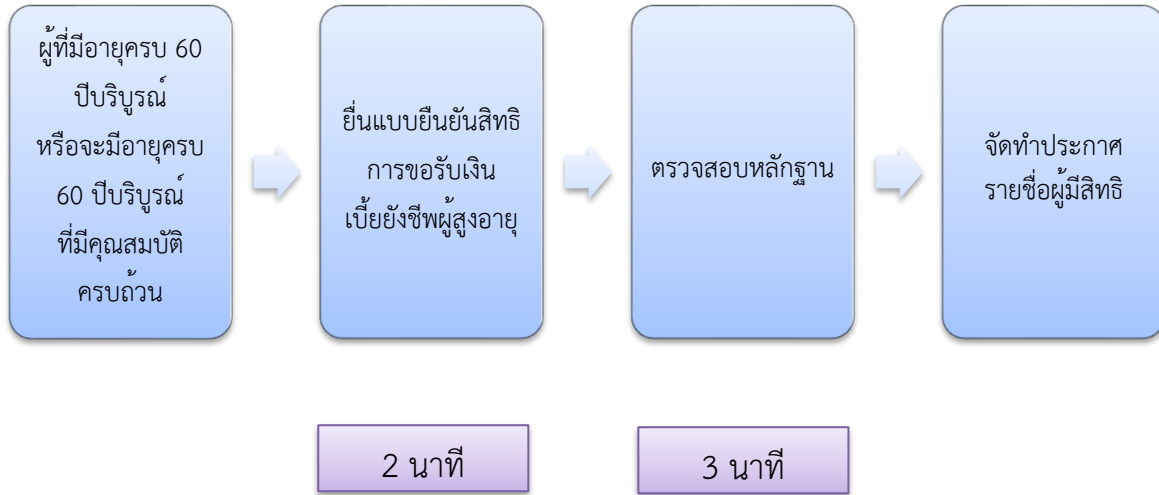 ผู้ที่มีอายุครบ 60
ปีบริบูรณ์
หรือจะมีอายุครบ
60 ปีบริบูรณ์
ที่มีคุณสมบัติ
ครบถ้วน
ยื่นแบบยืนยันสิทธิ
การขอรับเงิน
เบี้ยยังชีพผู้สูงอายุ
ตรวจสอบหลักฐาน
จัดทำประกาศ
รายชื่อผู้มีสิทธิ
2 นาที
3 นาที